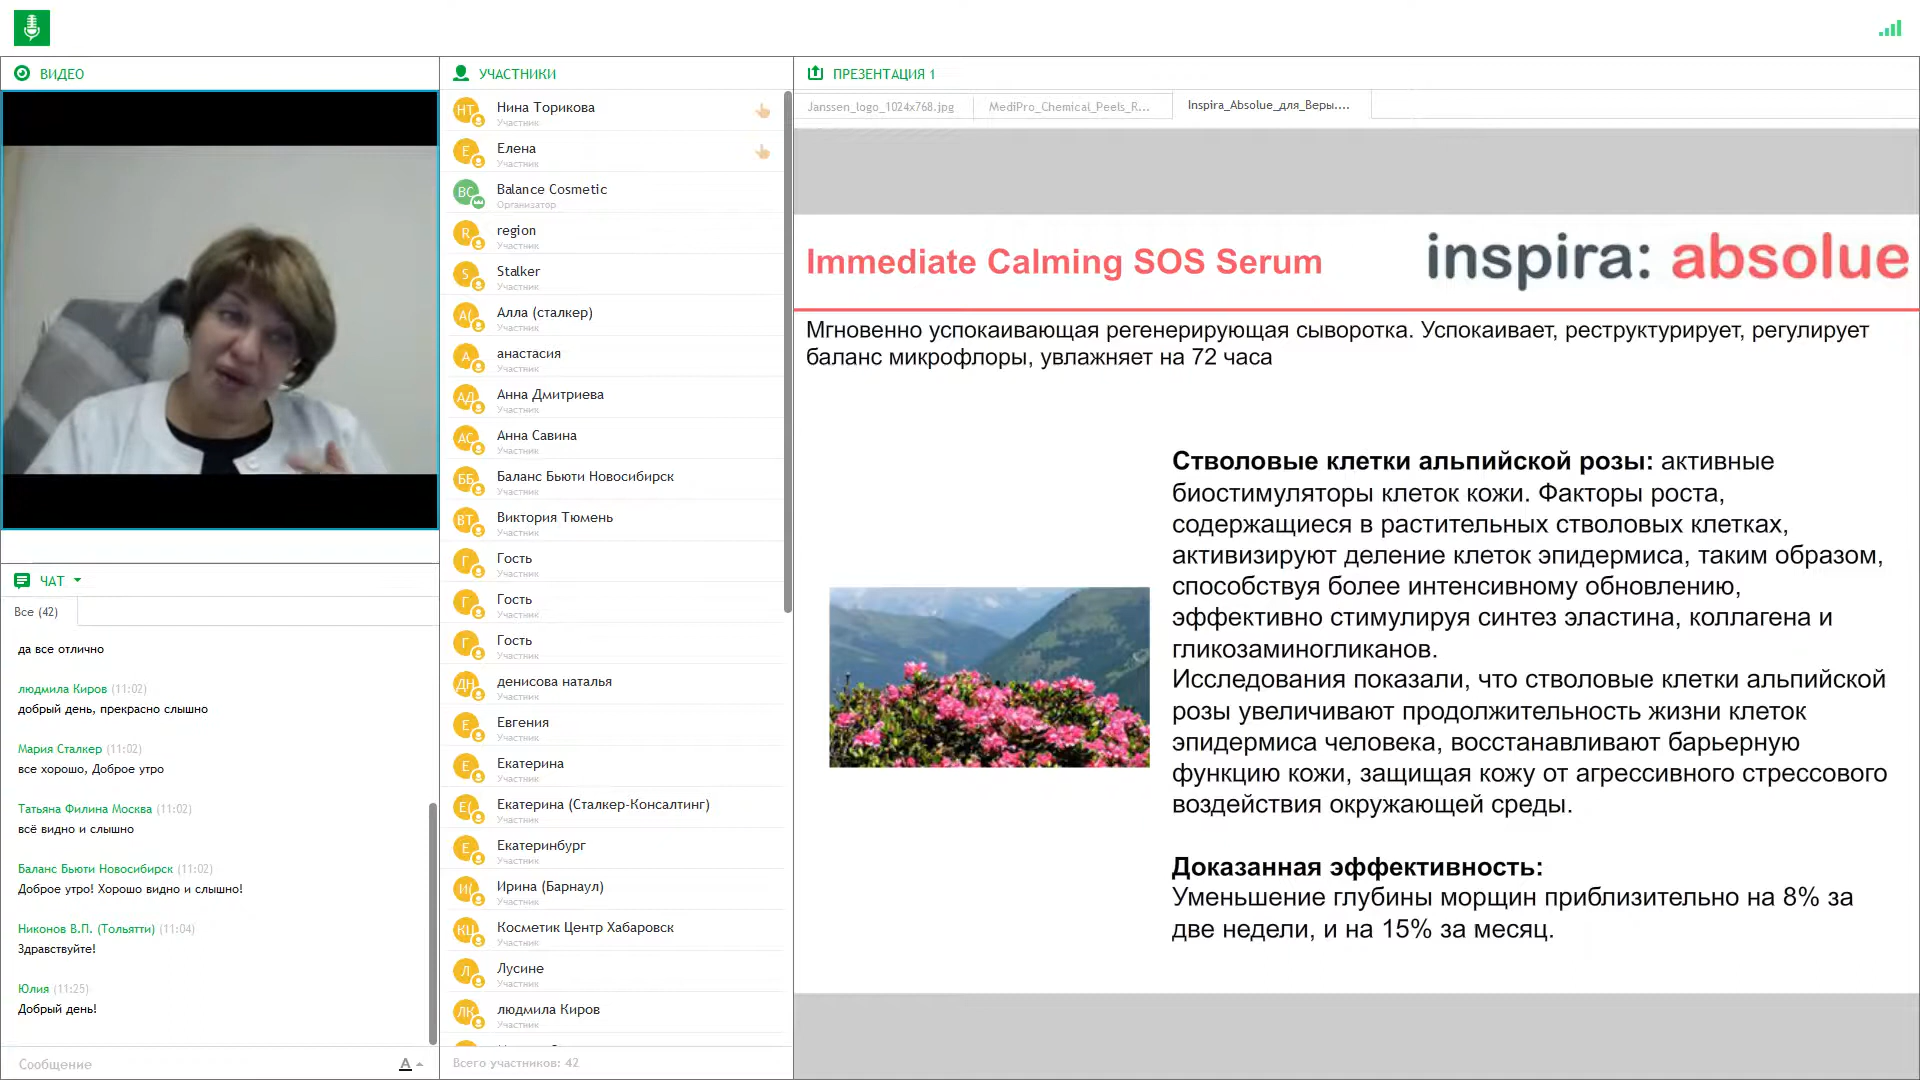 ВИДЕО
УЧАСТНИКИ
НТ
Нина Торикова
Участник
Е
Елена
Участник
BC
Balance Cosmetic
Организатор
R
region
Участник
S
Stalker
Участник
А(
Алла (сталкер)
Участник
А
анастасия
Участник
АД
Анна Дмитриева
Участник
АС
Анна Савина
Участник
ББ
Баланс Бьюти Новосибирск
Участник
ВТ
Виктория Тюмень
Участник
Г
Гость
Участник
Г
Гость
Участник
Г
Гость
Участник
ДН
денисова наталья
Участник
Е
Евгения
Участник
Е
Екатерина
Участник
Е(
Екатерина (Сталкер-Консалтинг)
Участник
Е
Екатеринбург
Участник
И(
Ирина (Барнаул)
Участник
КЦ
Косметик Центр Хабаровск
Участник
Л
Лусине
Участник
ЛК
людмила Киров
Участник
Всего участников: 42
ЧАТ
Все (42)
да все отлично
людмила Киров (11:02)
добрый день, прекрасно слышно
Мария Сталкер (11:02)
все хорошо, Доброе утро
Татьяна Филина Москва (11:02)
всё видно и слышно
Баланс Бьюти Новосибирск (11:02)
Доброе утро! Хорошо видно и слышно!
Никонов В.П. (Тольятти) (11:04)
Здравствуйте!
Юлия (11:25)
Добрый день!
Сообщение
A
ПРЕЗЕНТАЦИЯ 1
Janssen_logo_1024x768.jpg
MediPro_Chemical_Peels_R...
Inspira_Absolue_для_Веры....
Immediate Calming SOS Serum
inspira: absolue
Мгновенно успокаивающая регенерирующая сыворотка. Успокаивает, реструктурирует, регулирует
баланс микрофлоры, увлажняет на 72 часа
Стволовые клетки альпийской розы: активные
биостимуляторы клеток кожи. Факторы роста,
содержащиеся в растительных стволовых клетках,
активизируют деление клеток эпидермиса, таким образом,
способствуя более интенсивному обновлению,
эффективно стимулируя синтез эластина, коллагена и
гликозаминогликанов.
Исследования показали, что стволовые клетки альпийской
розы увеличивают продолжительность жизни клеток
эпидермиса человека, восстанавливают барьерную
функцию кожи, защищая кожу от агрессивного стрессового
воздействия окружающей среды.
Доказанная эффективность:
Уменьшение глубины морщин приблизительно на 8% за
две недели, и на 15% за месяц.